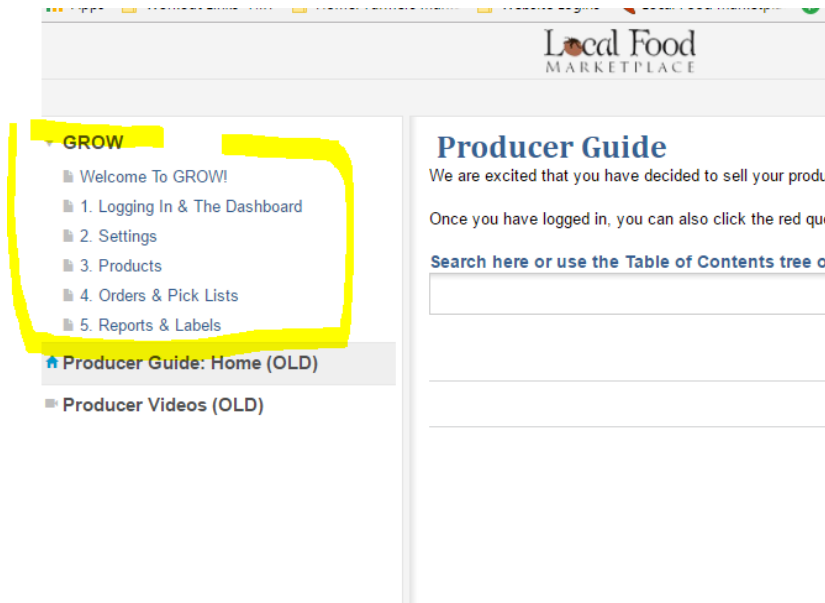 Local Food
MARKETPLACE
GROW
Welcome To GROW!
1. Logging In & The Dashboard
2. Settings
3. Products
4. Orders & Pick Lists
5. Reports & Labels
Producer Guide: Home (OLD)
Producer Videos (OLD)
Producer Guide
We are excited that you have decided to sell your
Once you have logged in, you can also click the red
Search here or use the Table of Contents tree